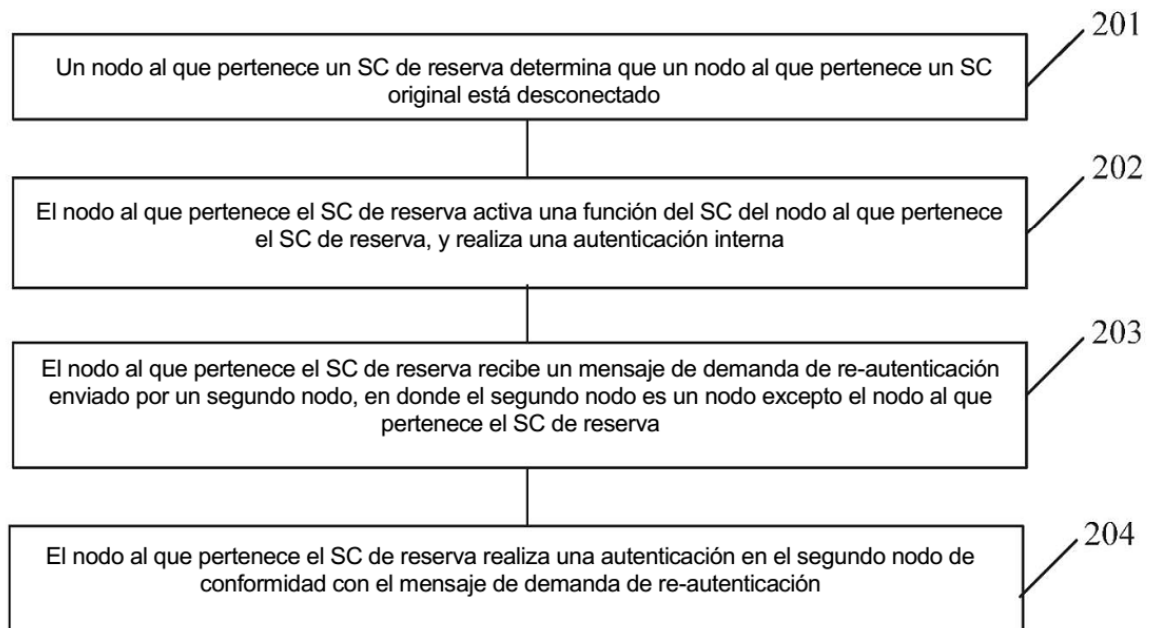 201
Un nodo al que pertenece un SC de reserva determina que un nodo al que pertenece un SC
original está desconectado
202
El nodo al que pertenece el SC de reserva activa una función del SC del nodo al que pertenece
el SC de reserva, y realiza una autenticación interna
203
El nodo al que pertenece el SC de reserva recibe un mensaje de demanda de re-autenticación
enviado por un segundo nodo, en donde el segundo nodo es un nodo excepto el nodo al que
pertenece el SC de reserva
204
El nodo al que pertenece el SC de reserva realiza una autenticación en el segundo nodo de
conformidad con el mensaje de demanda de re-autenticación